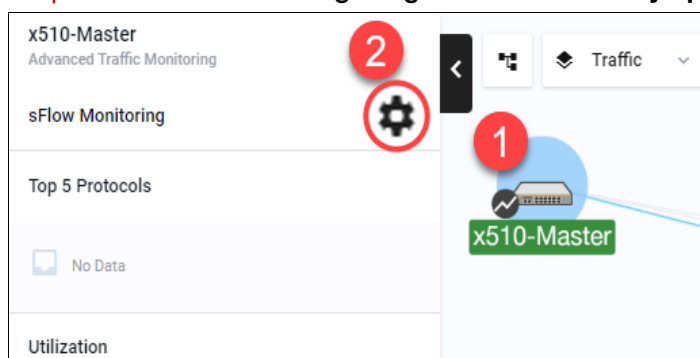 x510-Master
Advanced Traffic Monitoring
2
sFlow Monitoring
Traffic
1
x510-Master
Top 5 Protocols
No Data
Utilization